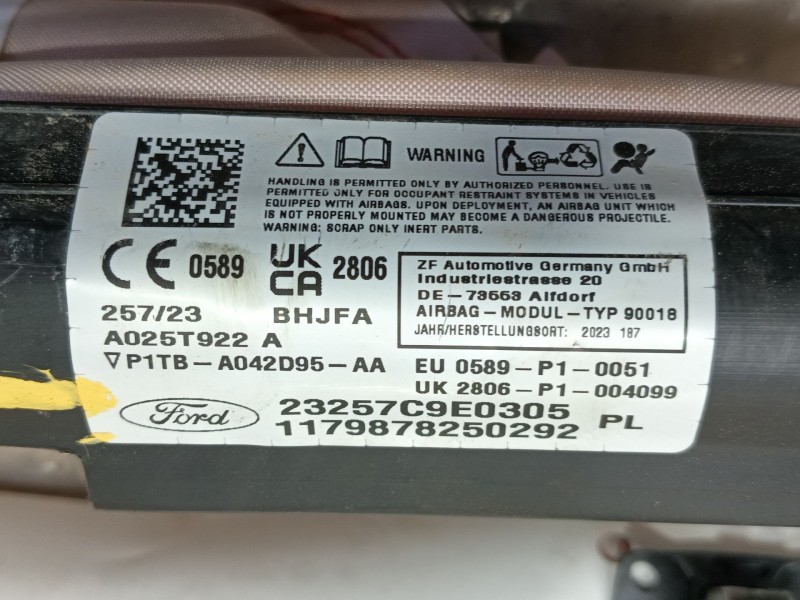 WARNING
HANDLING IS PERMITTED ONLY BY AUTHORIZED PERSONNEL. USE IS
PERMITTED ONLY FOR OCCUPANT RESTRAINT SYSTEMS IN VEHICLES
EQUIPPED WITH AIRBAGS. UPON DEPLOYMENT, AN AIRBAG UNIT WHICH
IS NOT PROPERLY MOUNTED MAY BECOME A DANGEROUS PROJECTILE.
WARNING: SCRAP ONLY INERT PARTS.
CE 0589 UKCA 2806
ZF Automotive Germany GmbH
Industriestrasse 20
DE-73553 Alfdorf
AIRBAG-MODUL-TYP 90018
JAHR/HERSTELLUNGSORT: 2023 187
257/23 BHJFA
A025T922 A
P1TB-A042D95-AA
EU 0589-P1-0051
UK 2806-P1-004099
Ford
23257C9E0305 PL
1179878250292